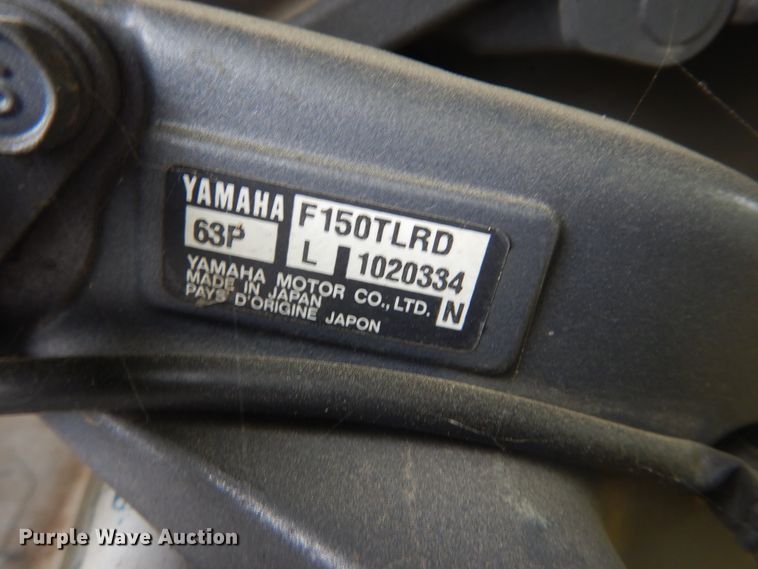 YAMAHA F150TLRD
63P L 1020334
YAMAHA MOTOR CO., LTD. N
MADE IN JAPAN
PAYS D'ORIGINE JAPON
Purple Wave Auction